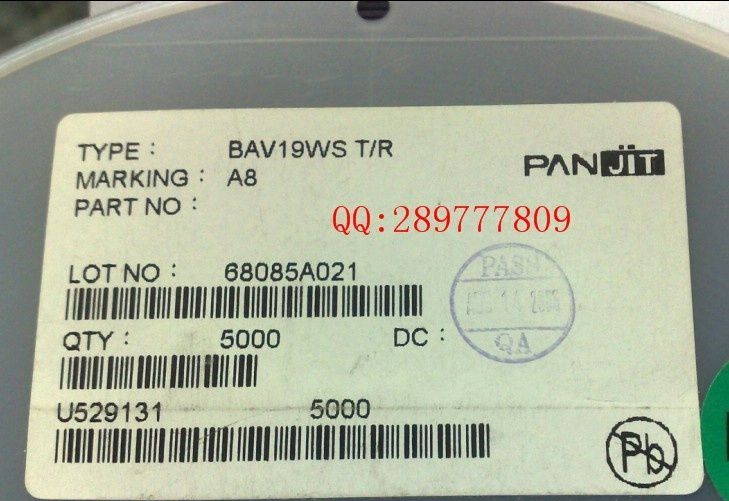 TYPE : BAV19WS T/R
PANJIT
MARKING : A8
PART NO :
QQ:289777809
LOT NO : 68085A021
PASS
14
QTY : 5000 DC :
QA
U529131 5000
Pb